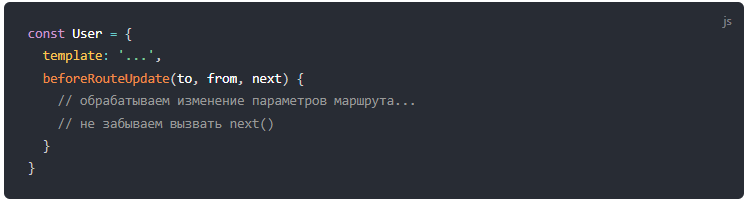 js
const User = {
  template: '...',
  beforeRouteUpdate(to, from, next) {
    // обрабатываем изменение параметров маршрута...
    // не забываем вызвать next()
  }
}